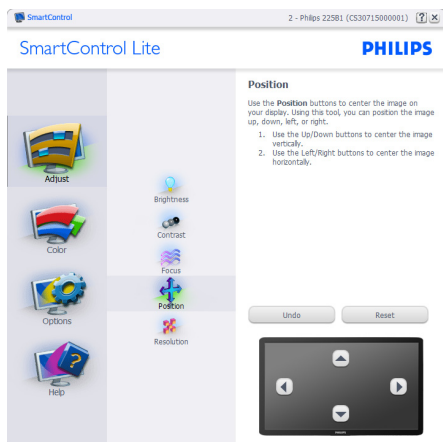 SmartControl
2 - Philips 225B1 (CS30715000001)
SmartControl Lite
PHILIPS
Adjust
Color
Options
Help
Brightness
Contrast
Focus
Position
Resolution
Position
Use the Position buttons to center the image on
your display. Using this tool, you can position the image
up, down, left, or right.
1. Use the Up/Down buttons to center the image
vertically.
2. Use the Left/Right buttons to center the image
horizontally.
Undo
Reset
PHILIPS